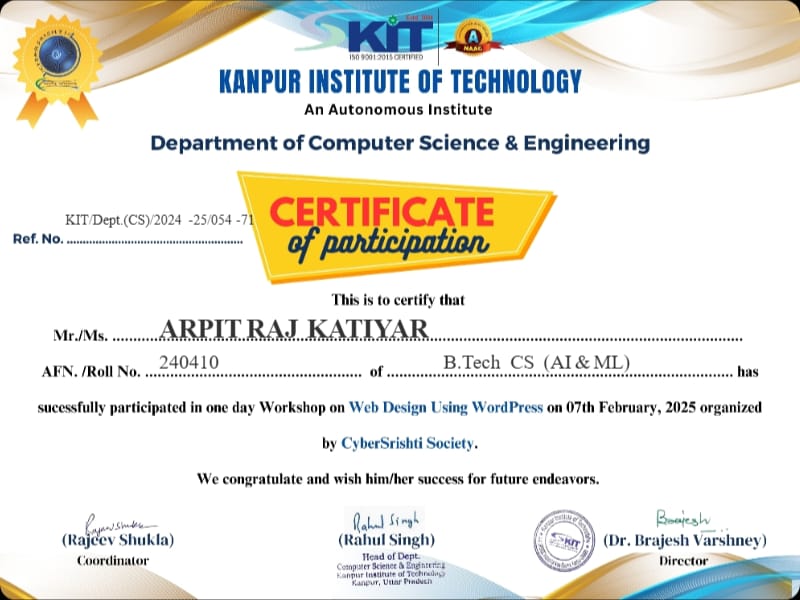 KIT
NAAC
ISO 9001:2015 CERTIFIED
KANPUR INSTITUTE OF TECHNOLOGY
An Autonomous Institute
Department of Computer Science & Engineering
CERTIFICATE
of participation
KIT/Dept.(CS)/2024 -25/054 -71
Ref. No. ........................................................
This is to certify that
Mr./Ms. ............ARPIT RAJ KATIYAR..............................................................................
AFN. /Roll No. ....240410.................................... of ...............B.Tech CS (AI & ML)........................... has
sucessfully participated in one day Workshop on Web Design Using WordPress on 07th February, 2025 organized
by CyberSrishti Society.
We congratulate and wish him/her success for future endeavors.
Rahul Singh
Brajesh
(Rajeev Shukla)
(Rahul Singh)
(Dr. Brajesh Varshney)
Coordinator
Head of Dept.
Computer Science & Engineering
Kanpur Institute of Technology
Kanpur, Uttar Pradesh
KIT
Director